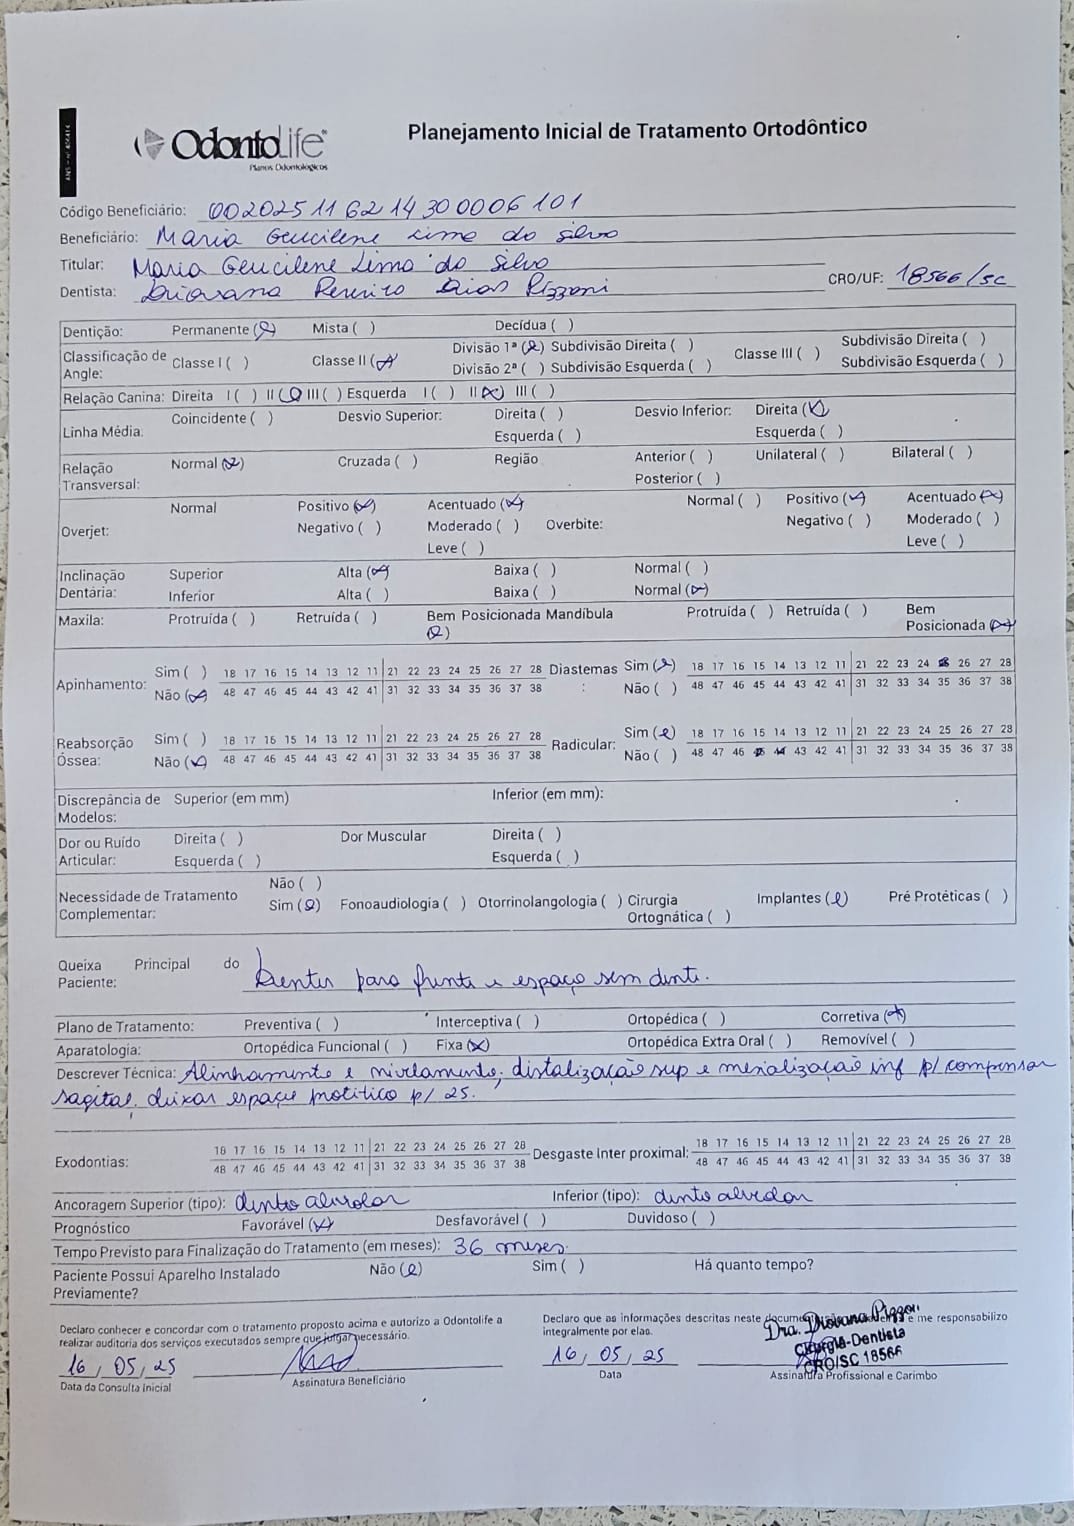 ANS - nº 40441-4
OdontoLife®
Planos Odontológicos
Planejamento Inicial de Tratamento Ortodôntico
Código Beneficiário: 002025116214300006101
Beneficiário: Maria Geucilene Lima da Silva
Titular: Maria Geucilene Lima da Silva
Dentista: Diovana Pereira Dias Pizzoni CRO/UF: 18566/SC
Dentição: Permanente (x) Mista ( ) Decídua ( )
Classificação de Angle: Classe I ( ) Classe II (x) Divisão 1ª (x) Subdivisão Direita ( ) Classe III ( ) Subdivisão Direita ( )
Divisão 2ª ( ) Subdivisão Esquerda ( ) Subdivisão Esquerda ( )
Relação Canina: Direita I ( ) II (x) III ( ) Esquerda I ( ) II (x) III ( )
Linha Média: Coincidente ( ) Desvio Superior: Direita ( ) Desvio Inferior: Direita (x)
Esquerda ( ) Esquerda ( )
Relação Transversal: Normal (x) Cruzada ( ) Região Anterior ( ) Unilateral ( ) Bilateral ( )
Posterior ( )
Overjet: Normal Positivo (x) Acentuado (x) Overbite: Normal ( ) Positivo (x) Acentuado (x)
Negativo ( ) Moderado ( ) Negativo ( ) Moderado ( )
Leve ( ) Leve ( )
Inclinação Dentária: Superior Alta (x) Baixa ( ) Normal ( )
Inferior Alta ( ) Baixa ( ) Normal (x)
Maxila: Protruída ( ) Retruída ( ) Bem Posicionada (x) Mandíbula Protruída ( ) Retruída ( ) Bem Posicionada (x)
Apinhamento: Sim ( ) 18 17 16 15 14 13 12 11 21 22 23 24 25 26 27 28 Diastemas: Sim (x) 18 17 16 15 14 13 12 11 21 22 23 24 25 26 27 28
Não (x) 48 47 46 45 44 43 42 41 31 32 33 34 35 36 37 38 Não ( ) 48 47 46 45 44 43 42 41 31 32 33 34 35 36 37 38
Reabsorção Óssea: Sim ( ) 18 17 16 15 14 13 12 11 21 22 23 24 25 26 27 28 Radicular: Sim (x) 18 17 16 15 14 13 12 11 21 22 23 24 25 26 27 28
Não (x) 48 47 46 45 44 43 42 41 31 32 33 34 35 36 37 38 Não ( ) 48 47 46 45 44 43 42 41 31 32 33 34 35 36 37 38
Discrepância de Modelos: Superior (em mm) Inferior (em mm):
Dor ou Ruído Articular: Direita ( ) Dor Muscular Direita ( )
Esquerda ( ) Esquerda ( )
Necessidade de Tratamento Complementar: Não ( )
Sim (x) Fonoaudiologia ( ) Otorrinolangologia ( ) Cirurgia Ortognática ( ) Implantes (x) Pré Protéticas ( )
Queixa Principal do Paciente: Dentes para frente e espaço sem dente.
Plano de Tratamento: Preventiva ( ) Interceptiva ( ) Ortopédica ( ) Corretiva (x)
Aparatologia: Ortopédica Funcional ( ) Fixa (x) Ortopédica Extra Oral ( ) Removível ( )
Descrever Técnica: Alinhamento e nivelamento, distalização sup e mesialização inf p/ compensar
sagital, deixar espaço protético p/ 25.
Exodontias: 18 17 16 15 14 13 12 11 21 22 23 24 25 26 27 28 Desgaste Inter proximal: 18 17 16 15 14 13 12 11 21 22 23 24 25 26 27 28
48 47 46 45 44 43 42 41 31 32 33 34 35 36 37 38 48 47 46 45 44 43 42 41 31 32 33 34 35 36 37 38
Ancoragem Superior (tipo): dento alveolar Inferior (tipo): dento alveolar
Prognóstico Favorável (x) Desfavorável ( ) Duvidoso ( )
Tempo Previsto para Finalização do Tratamento (em meses): 36 meses.
Paciente Possui Aparelho Instalado Previamente? Não (x) Sim ( ) Há quanto tempo?
Declaro conhecer e concordar com o tratamento proposto acima e autorizo a Odontolife a
realizar auditoria dos serviços executados sempre que julgar necessário.
Declaro que as informações descritas neste e me responsabilizo
integralmente por elas.
Dra. Diovana Pizzoni
Cirurgiã-Dentista
CRO/SC 18566
16/05/25 16/05/25
Data da Consulta Inicial Assinatura Beneficiário Data Assinatura Profissional e Carimbo